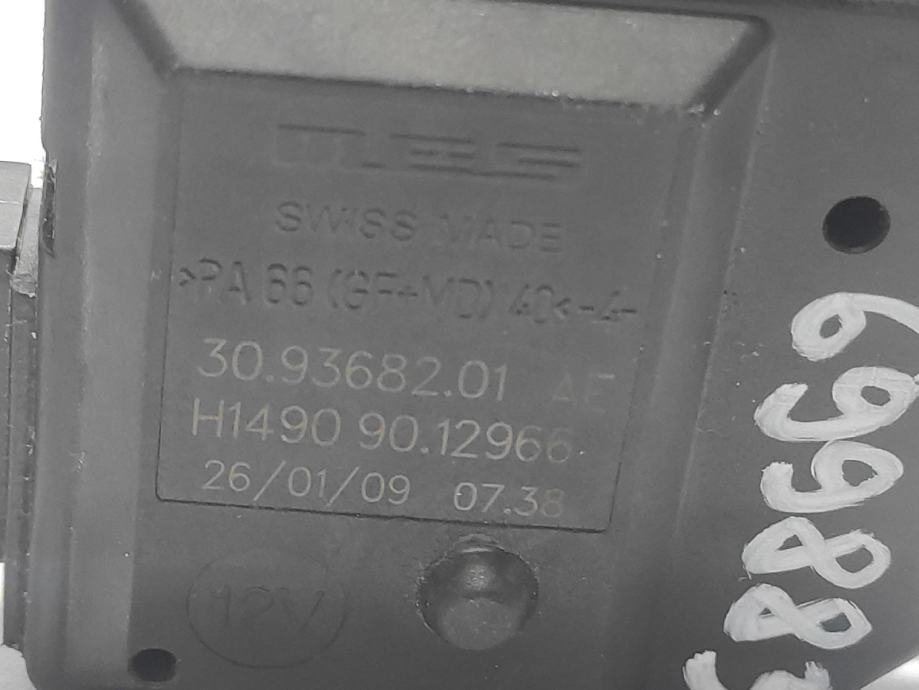 SWISS MADE
>PA 66 (GF+MD) 40<-4-
30.93682.01 AE
H1490 90.12966
26/01/09 07.38
12V